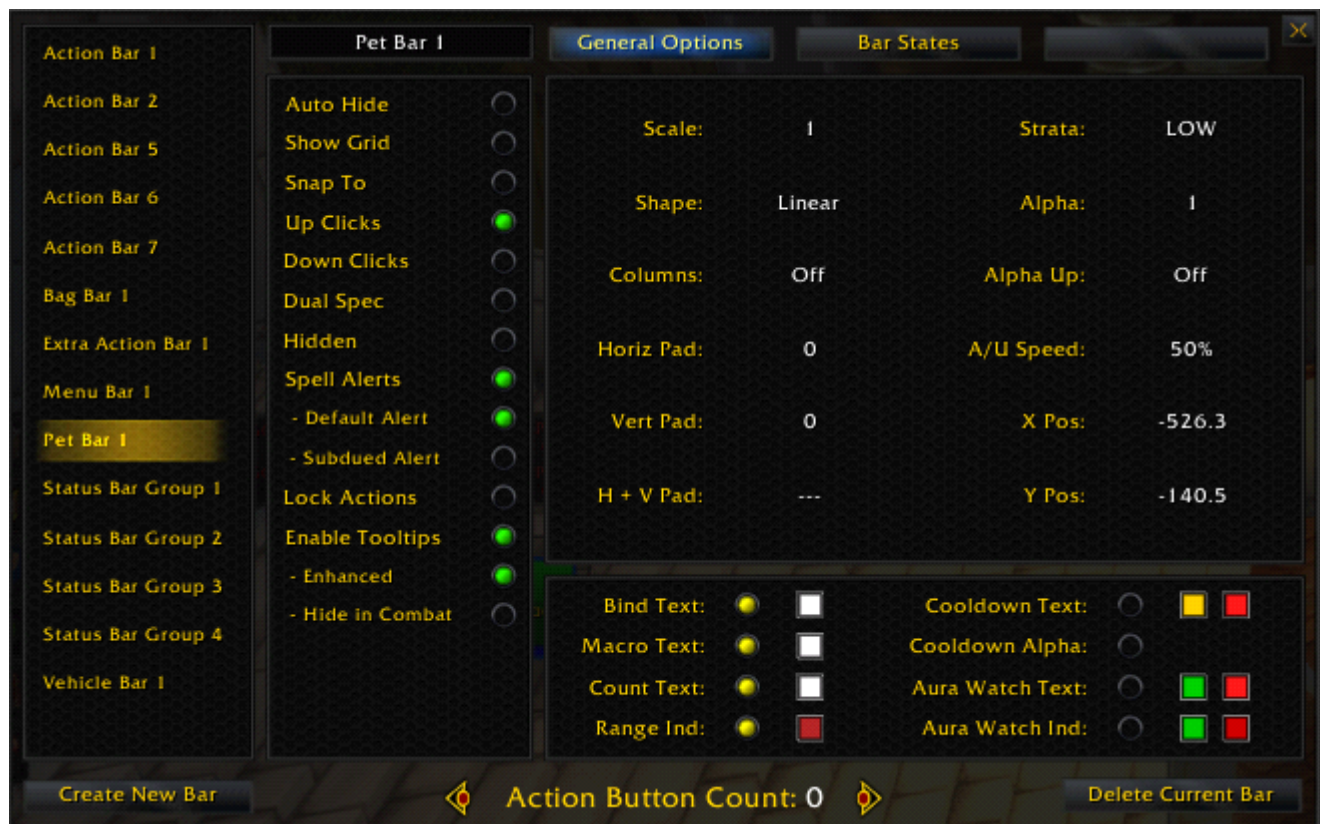 Action Bar 1
Action Bar 2
Action Bar 5
Action Bar 6
Action Bar 7
Bag Bar 1
Extra Action Bar 1
Menu Bar 1
Pet Bar 1
Status Bar Group 1
Status Bar Group 2
Status Bar Group 3
Status Bar Group 4
Vehicle Bar 1
Create New Bar
Pet Bar 1
Auto Hide
Show Grid
Snap To
Up Clicks
Down Clicks
Dual Spec
Hidden
Spell Alerts
- Default Alert
- Subdued Alert
Lock Actions
Enable Tooltips
- Enhanced
- Hide in Combat
General Options Bar States
Scale: 1 Strata: LOW
Shape: Linear Alpha: 1
Columns: Off Alpha Up: Off
Horiz Pad: 0 A/U Speed: 50%
Vert Pad: 0 X Pos: -526.3
H + V Pad: --- Y Pos: -140.5
Bind Text: Cooldown Text:
Macro Text: Cooldown Alpha:
Count Text: Aura Watch Text:
Range Ind: Aura Watch Ind:
Action Button Count: 0
Delete Current Bar